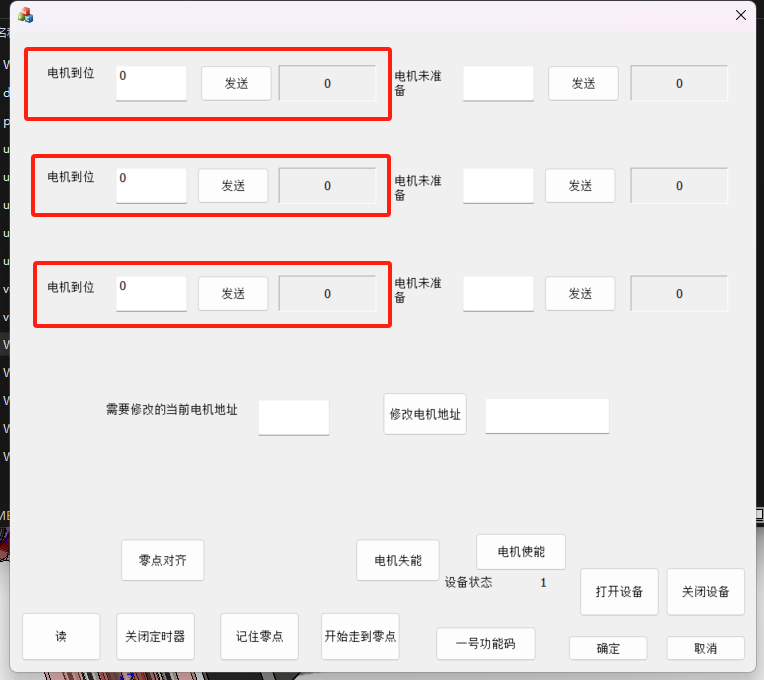 电机到位 0 发送 0 电机未准备 发送 0
电机到位 0 发送 0 电机未准备 发送 0
电机到位 0 发送 0 电机未准备 发送 0
需要修改的当前电机地址 修改电机地址
零点对齐 电机失能 电机使能
设备状态 1 打开设备 关闭设备
读 关闭定时器 记住零点 开始走到零点 一号功能码 确定 取消